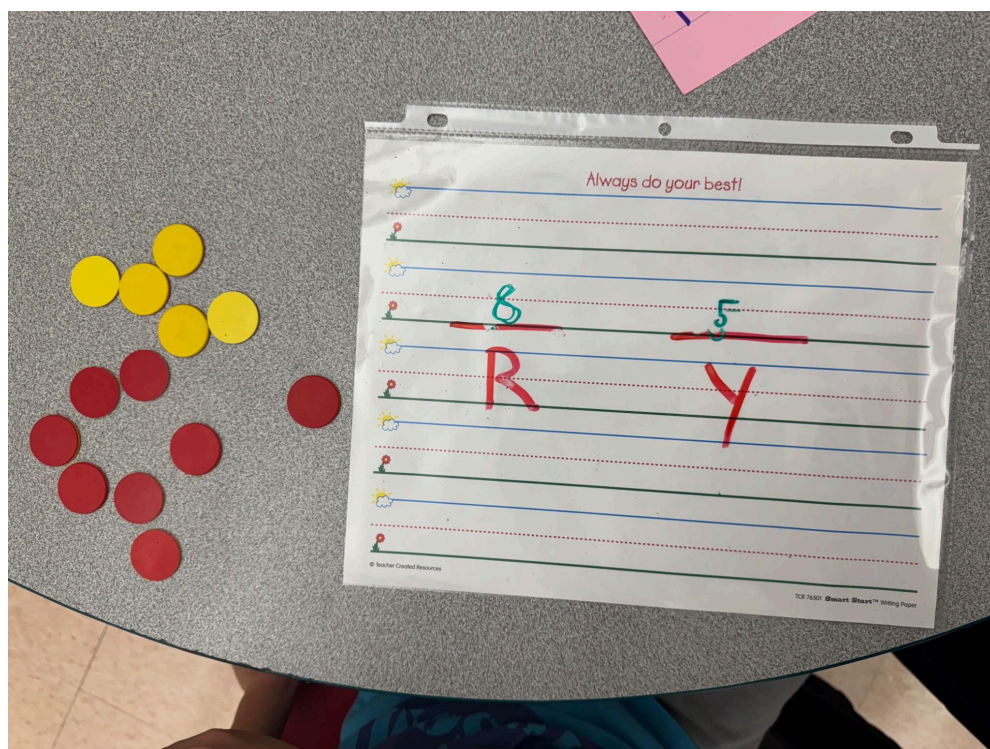 Always do your best!
8 5
R Y
© Teacher Created Resources
TCR 76501 Smart Start™ Writing Paper